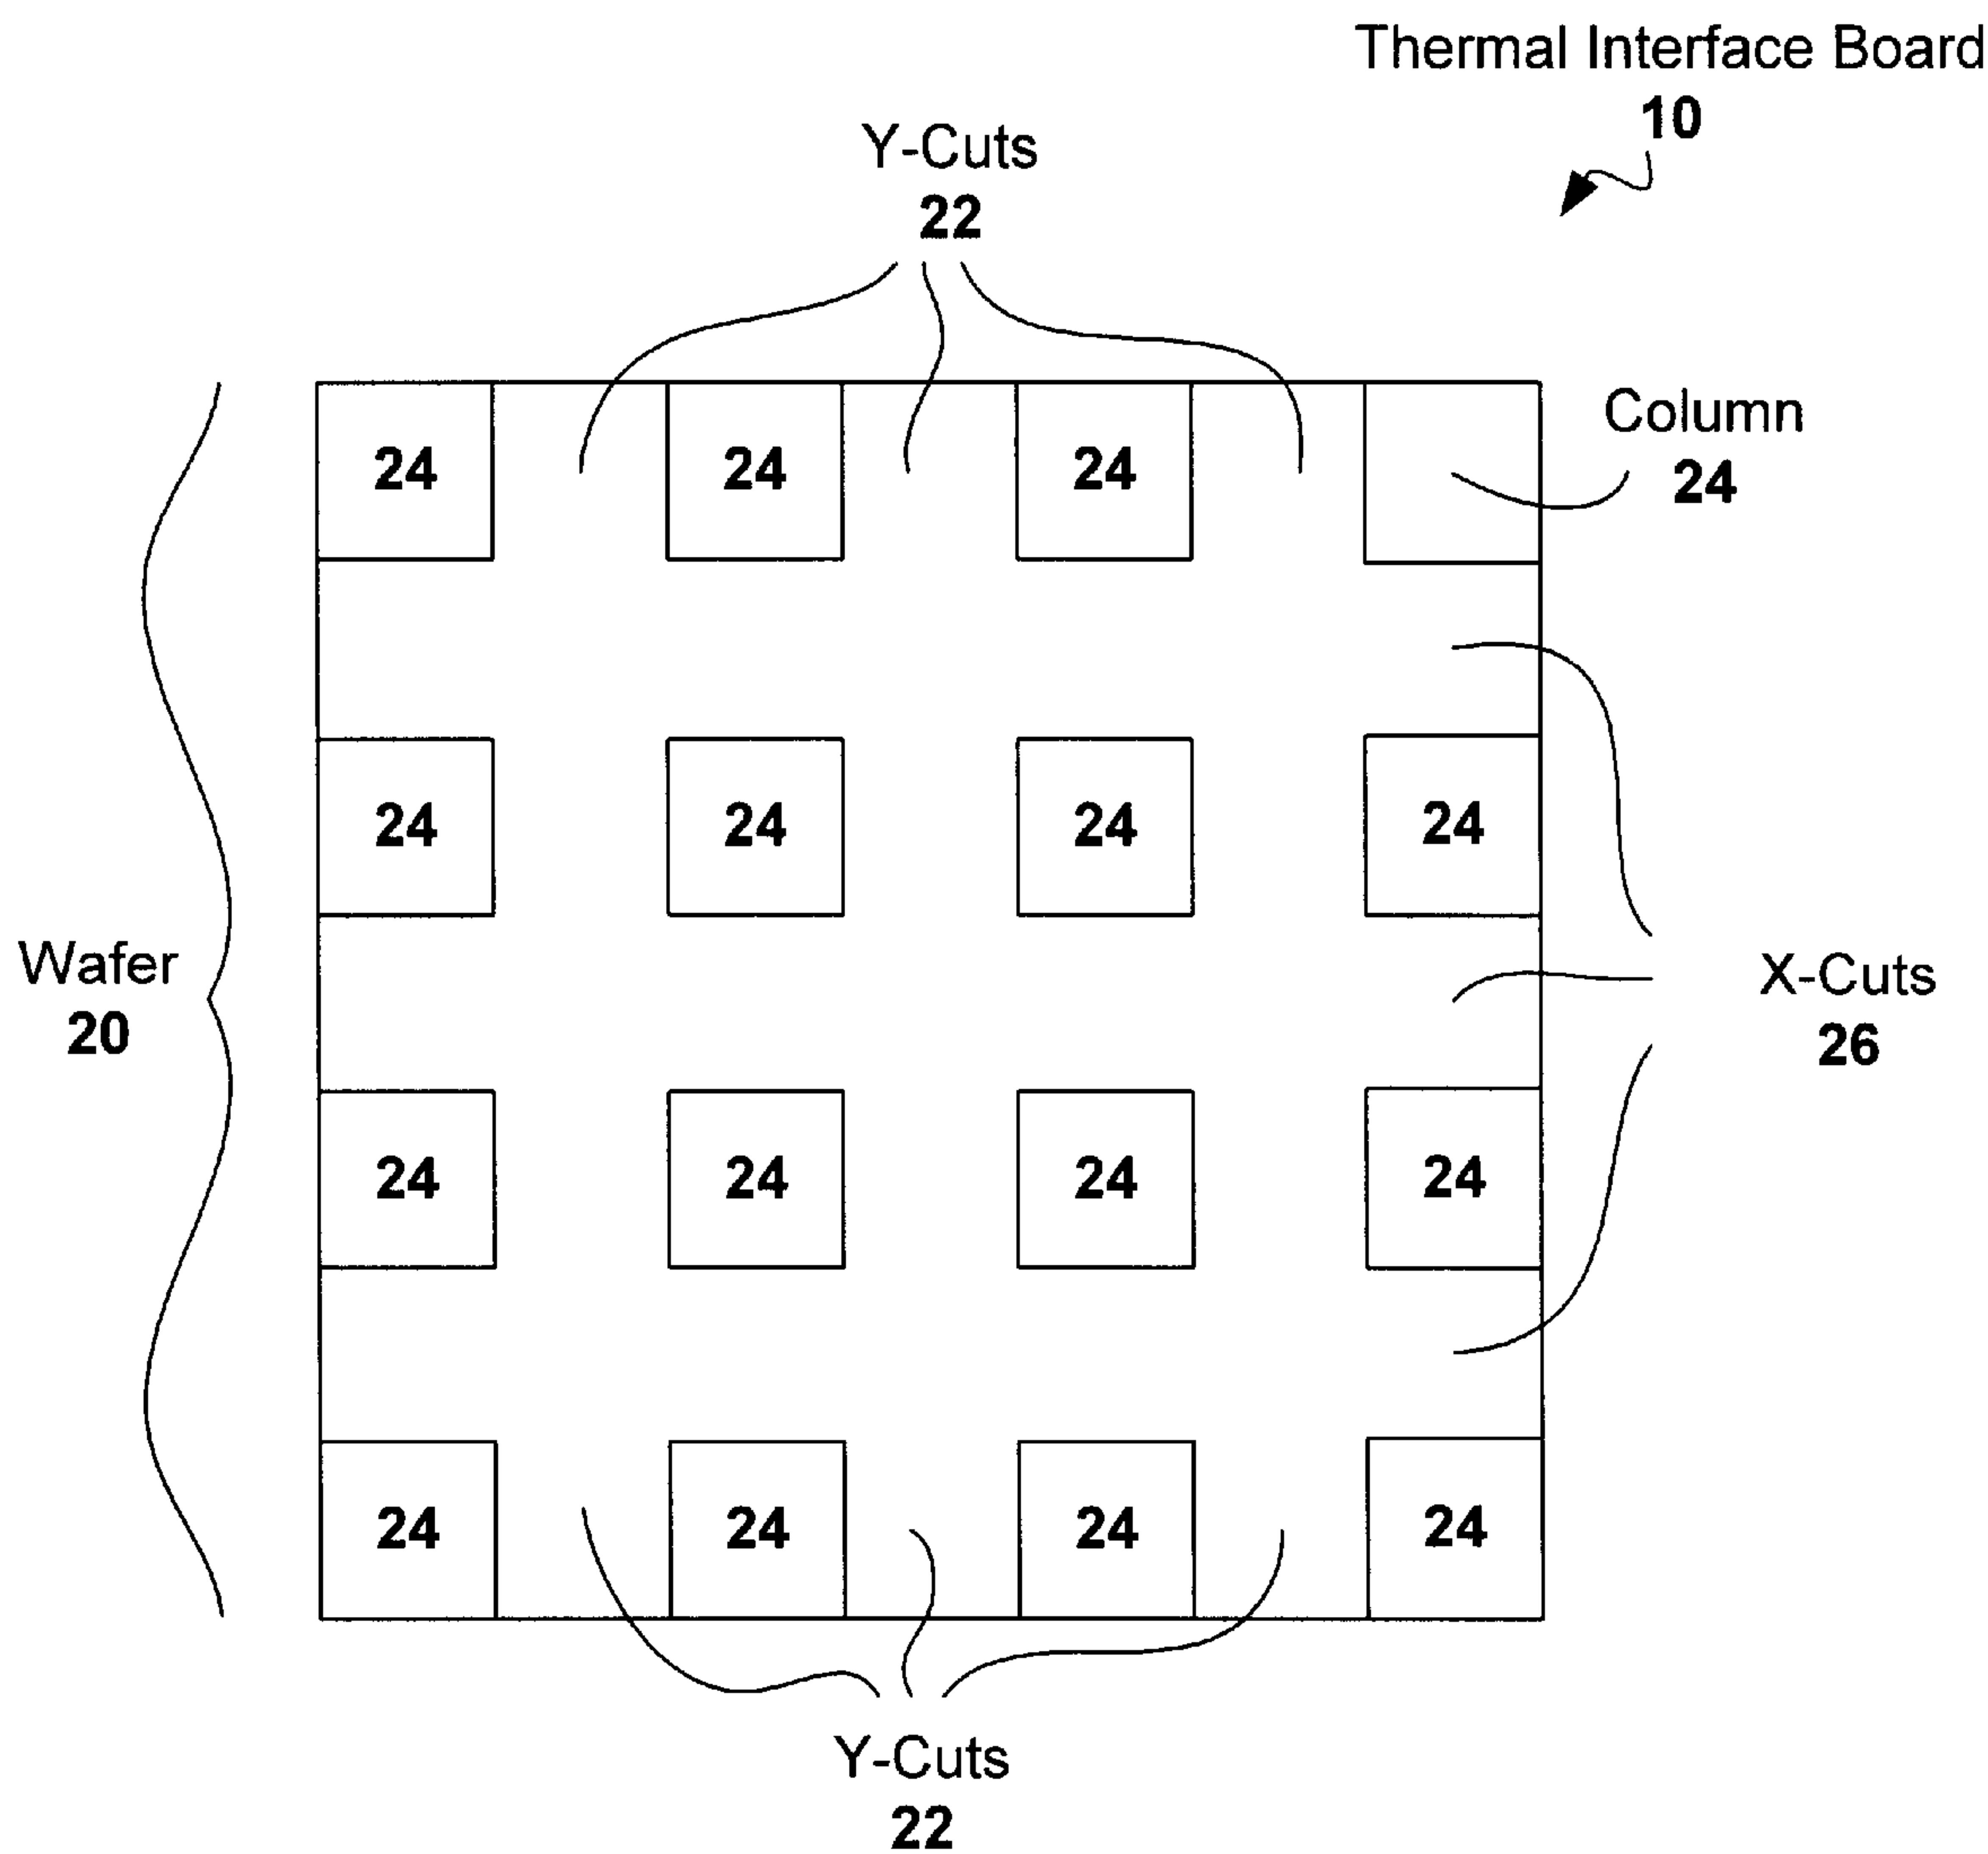 Thermal Interface Board
10
Y-Cuts
22
Column
24
24 24 24
24 24 24 24
Wafer
20
X-Cuts
26
24 24 24 24
24 24 24 24
Y-Cuts
22